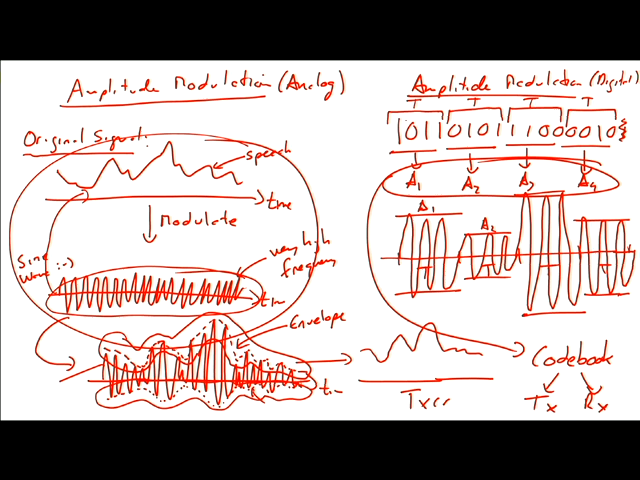 Amplitude Modulation (Analog)
Original Signal:
speech
time
Modulate
Sine
wave :-)
very high
frequency
Envelope
Amplitude Modulation (Digital)
T T T T
1011 0101 1100 0010
A1 A2 A3 A4
A1
A2
T T T T
Codebook
Tx Rx